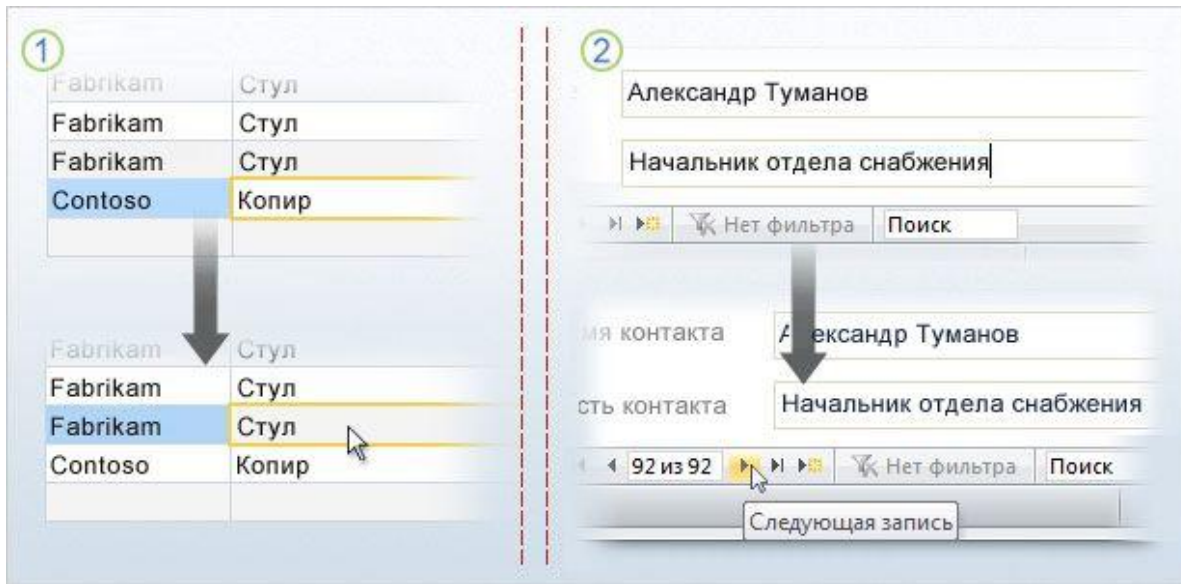 1
Fabrikam Стул
Fabrikam Стул
Fabrikam Стул
Contoso Копир
Fabrikam Стул
Fabrikam Стул
Fabrikam Стул
Contoso Копир
2
Александр Туманов
Начальник отдела снабжения
Нет фильтра Поиск
мя контакта Александр Туманов
сть контакта Начальник отдела снабжения
92 из 92 Нет фильтра Поиск
Следующая запись